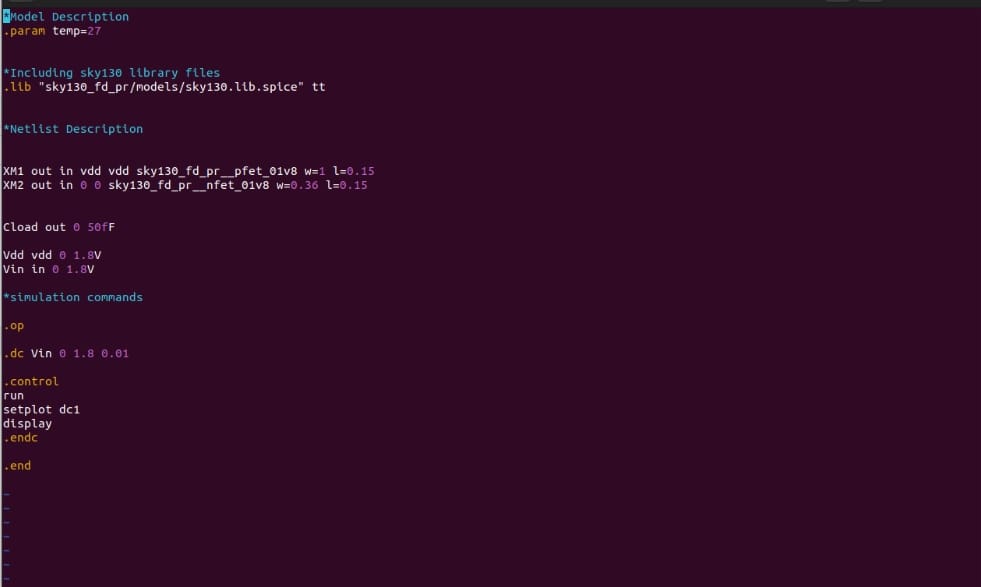 *Model Description
.param temp=27
*Including sky130 library files
.lib "sky130_fd_pr/models/sky130.lib.spice" tt
*Netlist Description
XM1 out in vdd vdd sky130_fd_pr__pfet_01v8 w=1 l=0.15
XM2 out in 0 0 sky130_fd_pr__nfet_01v8 w=0.36 l=0.15
Cload out 0 50fF
Vdd vdd 0 1.8V
Vin in 0 1.8V
*simulation commands
.op
.dc Vin 0 1.8 0.01
.control
run
setplot dc1
display
.endc
.end
~
~
~
~
~
~
~